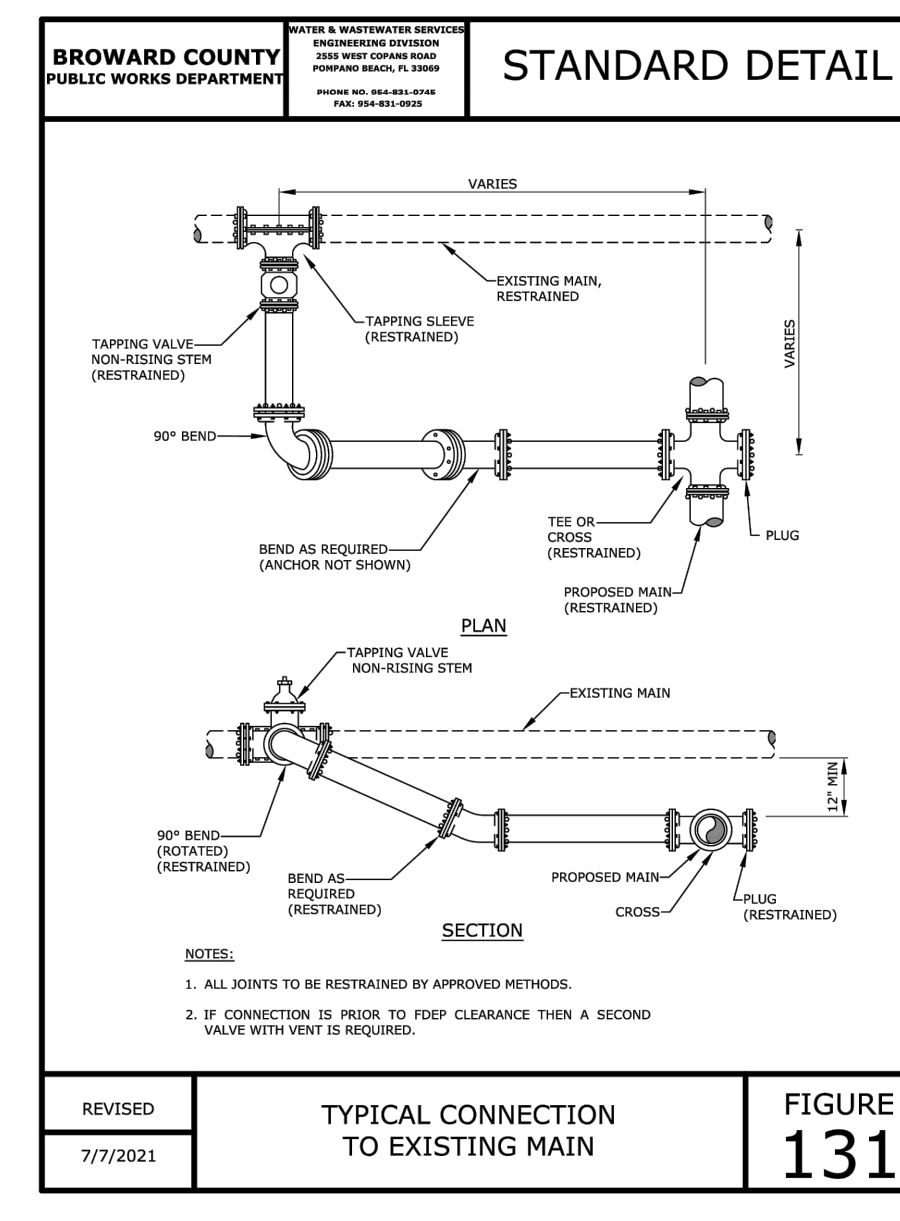 BROWARD COUNTY
PUBLIC WORKS DEPARTMENT
WATER & WASTEWATER SERVICES
ENGINEERING DIVISION
2555 WEST COPANS ROAD
POMPANO BEACH, FL 33069
PHONE NO. 954-831-0745
FAX: 954-831-0925
STANDARD DETAIL
VARIES
EXISTING MAIN,
RESTRAINED
TAPPING SLEEVE
(RESTRAINED)
TAPPING VALVE
NON-RISING STEM
(RESTRAINED)
VARIES
90° BEND
BEND AS REQUIRED
(ANCHOR NOT SHOWN)
TEE OR
CROSS
(RESTRAINED)
PLUG
PROPOSED MAIN
(RESTRAINED)
PLAN
TAPPING VALVE
NON-RISING STEM
EXISTING MAIN
12" MIN
90° BEND
(ROTATED)
(RESTRAINED)
BEND AS
REQUIRED
(RESTRAINED)
PROPOSED MAIN
CROSS
PLUG
(RESTRAINED)
SECTION
NOTES:
1. ALL JOINTS TO BE RESTRAINED BY APPROVED METHODS.
2. IF CONNECTION IS PRIOR TO FDEP CLEARANCE THEN A SECOND
VALVE WITH VENT IS REQUIRED.
REVISED
7/7/2021
TYPICAL CONNECTION
TO EXISTING MAIN
FIGURE
131